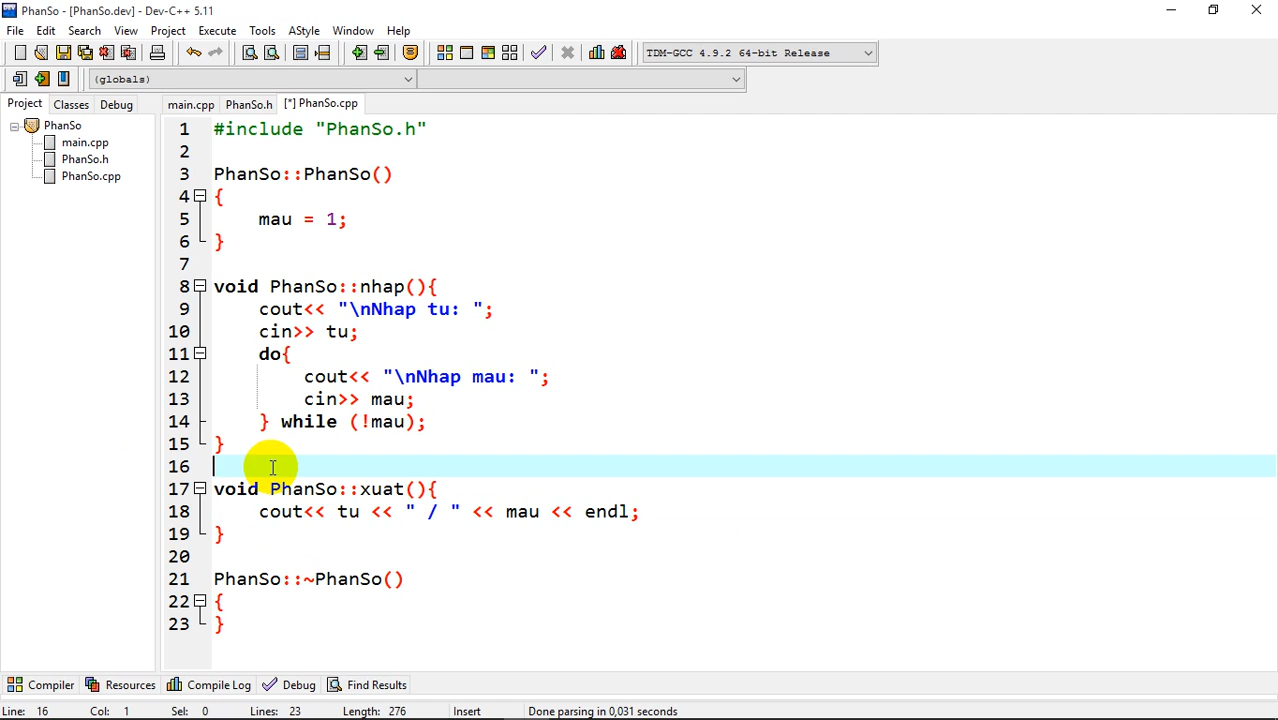 PhanSo - [PhanSo.dev] - Dev-C++ 5.11
File Edit Search View Project Execute Tools AStyle Window Help
TDM-GCC 4.9.2 64-bit Release
(globals)
Project Classes Debug main.cpp PhanSo.h [*] PhanSo.cpp
PhanSo
main.cpp
PhanSo.h
PhanSo.cpp
1 #include "PhanSo.h"
2
3 PhanSo::PhanSo()
4 {
5 mau = 1;
6 }
7
8 void PhanSo::nhap(){
9 cout<< "\nNhap tu: ";
10 cin>> tu;
11 do{
12 cout<< "\nNhap mau: ";
13 cin>> mau;
14 } while (!mau);
15 }
16
17 void PhanSo::xuat(){
18 cout<< tu << " / " << mau << endl;
19 }
20
21 PhanSo::~PhanSo()
22 {
23 }
Compiler Resources Compile Log Debug Find Results
Line: 16 Col: 1 Sel: 0 Lines: 23 Length: 276 Insert Done parsing in 0,031 seconds